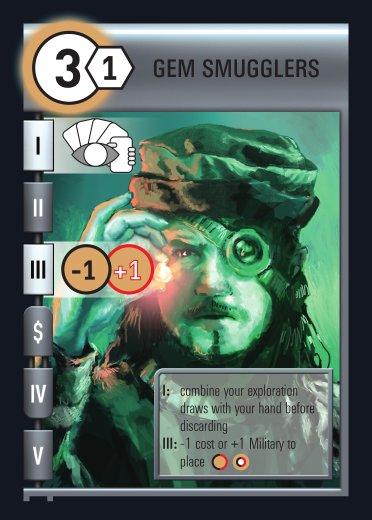 3 1 GEM SMUGGLERS
I
II
III -1 +1
$
IV
V
I: combine your exploration
draws with your hand before
discarding
III: -1 cost or +1 Military to
place